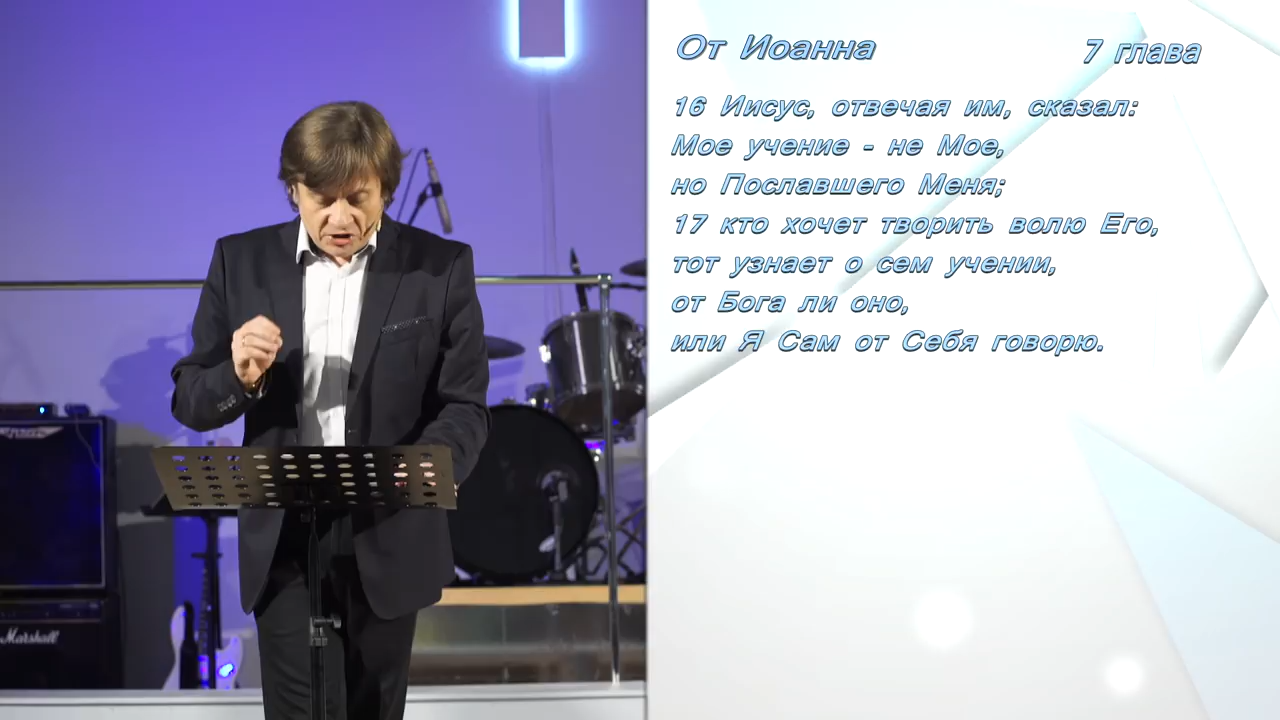 От Иоанна 7 глава
16 Иисус, отвечая им, сказал:
Мое учение - не Мое,
но Пославшего Меня;
17 кто хочет творить волю Его,
тот узнает о сем учении,
от Бога ли оно,
или Я Сам от Себя говорю.
Marshall